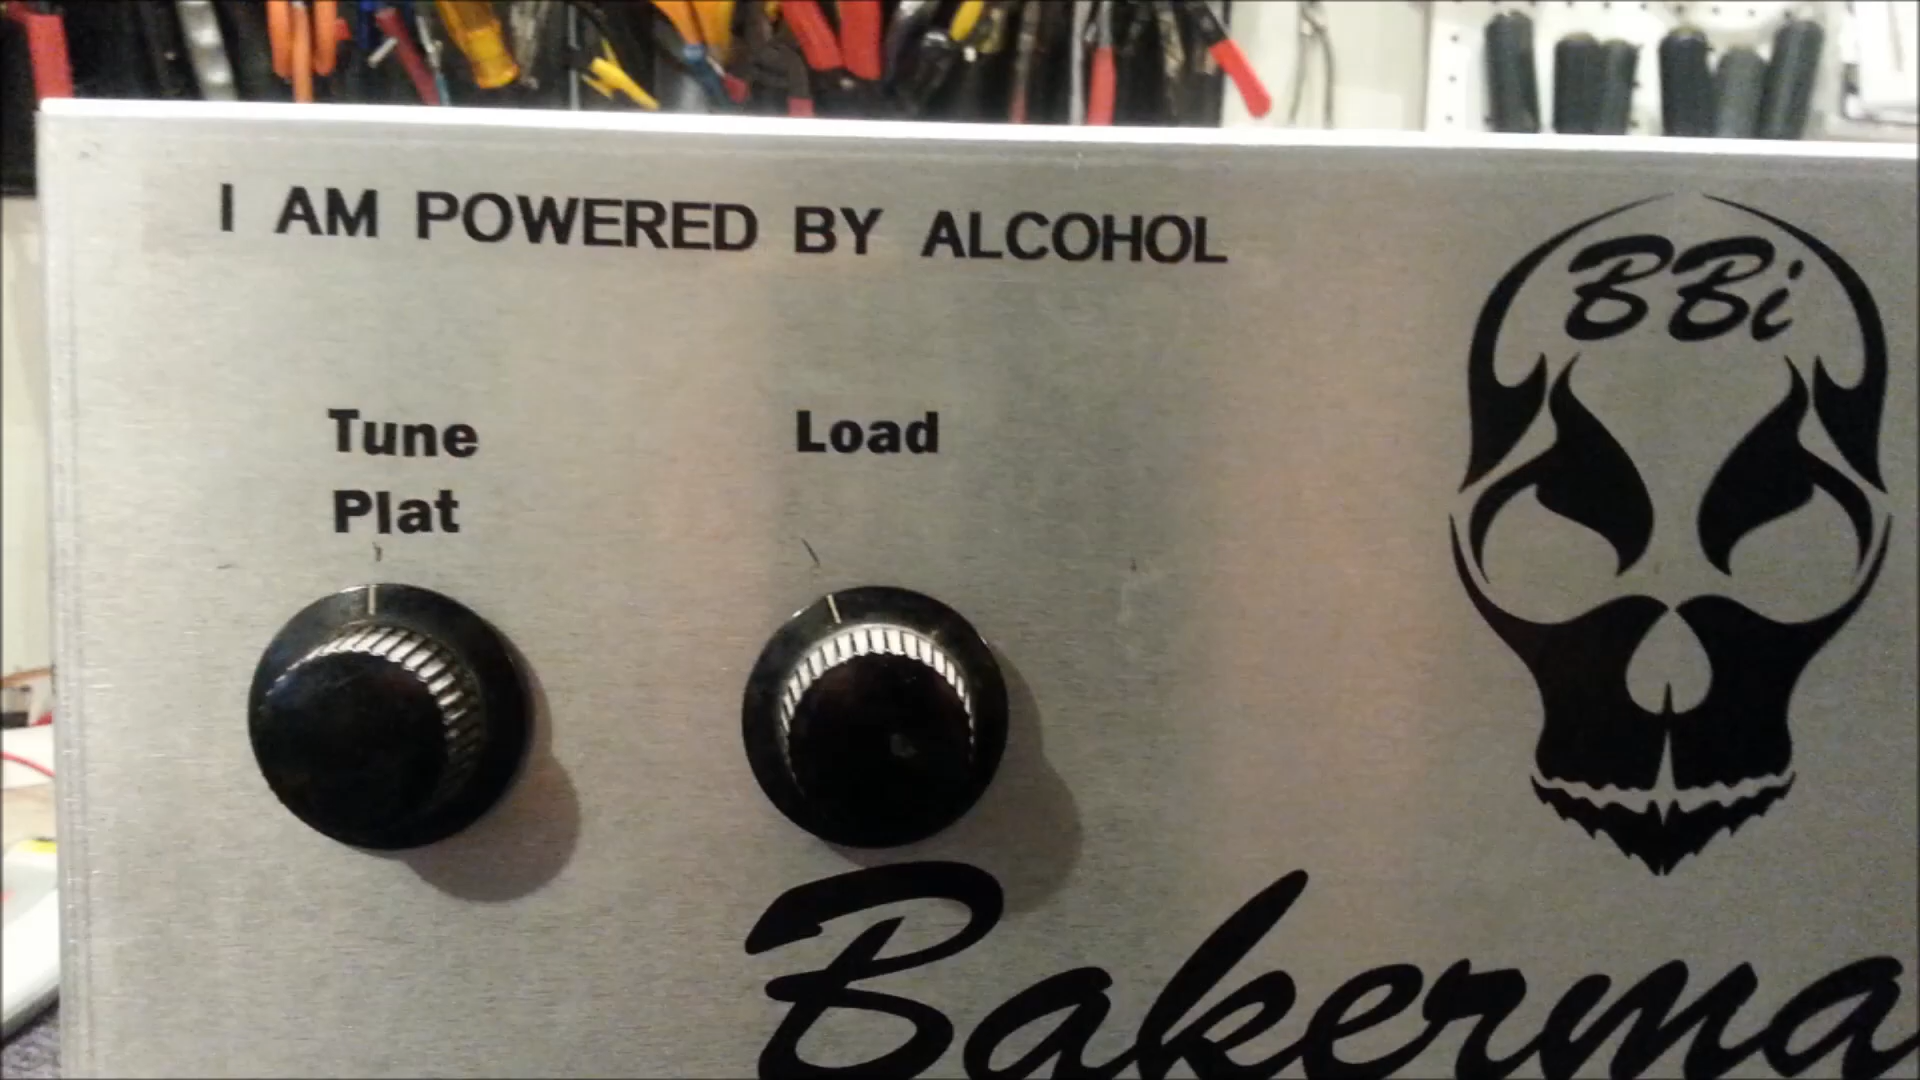 I AM POWERED BY ALCOHOL
BBi
Tune
Plat
Load
Bakerma